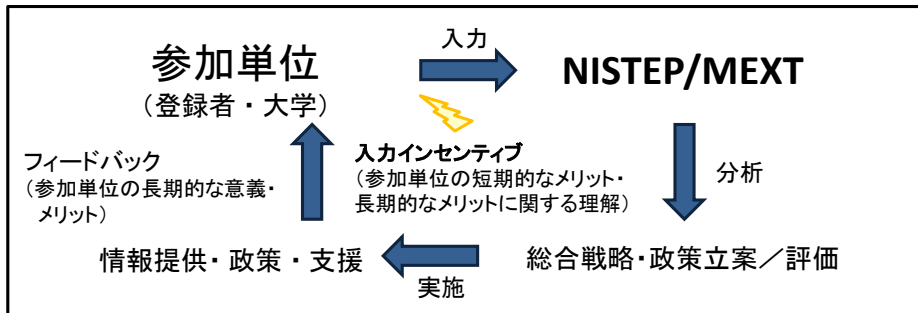 入力
参加単位
NISTEP/MEXT
(登録者・大学)
フィードバック
(参加単位の長期的な意義・
メリット)
入力インセンティブ
(参加単位の短期的なメリット・
長期的なメリットに関する理解)
分析
情報提供・政策・支援
総合戦略・政策立案／評価
実施